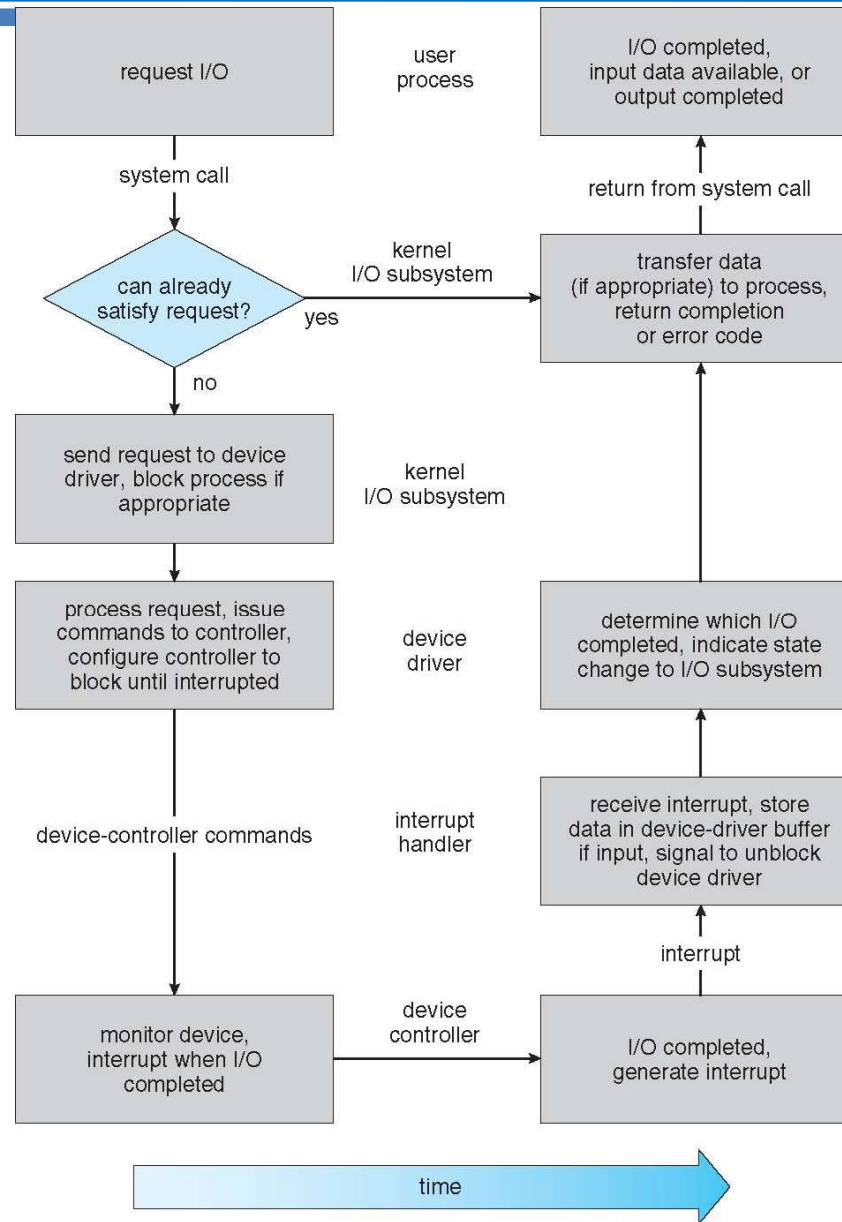 request I/O
user
process
I/O completed,
input data available, or
output completed
system call
return from system call
can already
satisfy request?
kernel
I/O subsystem
yes
transfer data
(if appropriate) to process,
return completion
or error code
no
send request to device
driver, block process if
appropriate
kernel
I/O subsystem
process request, issue
commands to controller,
configure controller to
block until interrupted
device
driver
determine which I/O
completed, indicate state
change to I/O subsystem
device-controller commands
interrupt
handler
receive interrupt, store
data in device-driver buffer
if input, signal to unblock
device driver
interrupt
monitor device,
interrupt when I/O
completed
device
controller
I/O completed,
generate interrupt
time